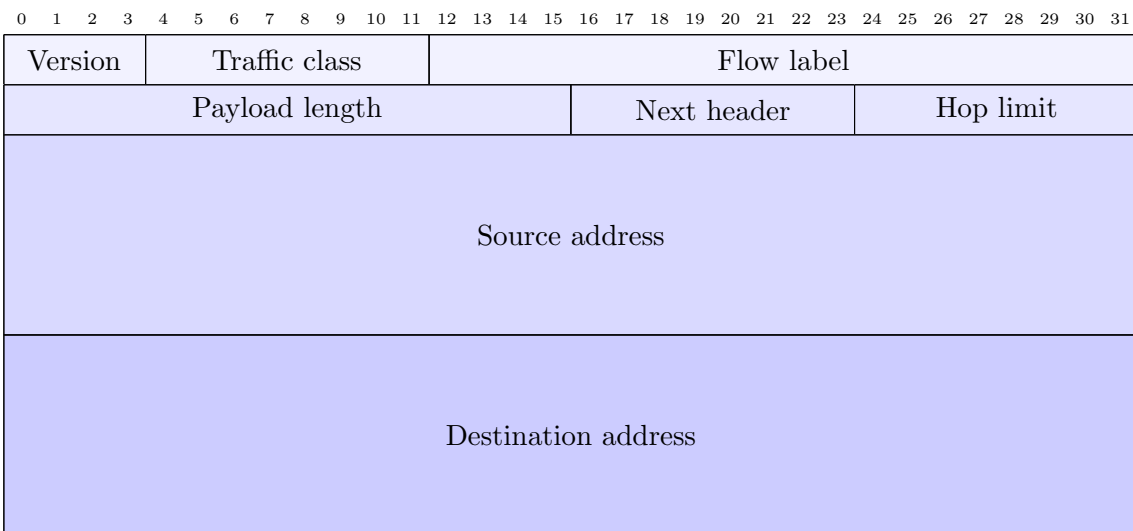 0 1 2 3 4 5 6 7 8 9 10 11 12 13 14 15 16 17 18 19 20 21 22 23 24 25 26 27 28 29 30 31
Version Traffic class Flow label
Payload length Next header Hop limit
Source address
Destination address